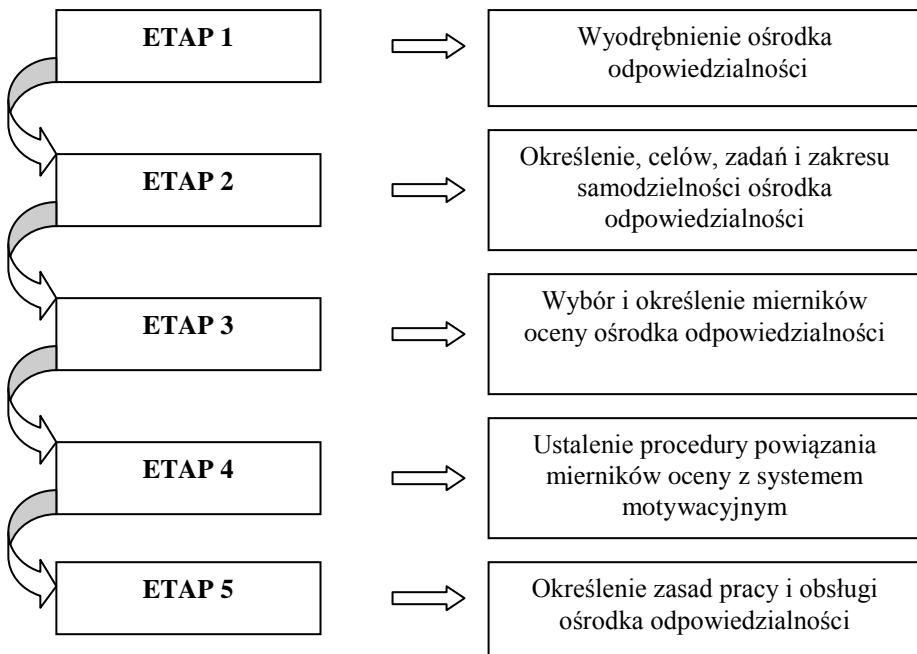 ETAP 1
Wyodrębnienie ośrodka
odpowiedzialności
ETAP 2
Określenie, celów, zadań i zakresu
samodzielności ośrodka
odpowiedzialności
ETAP 3
Wybór i określenie mierników
oceny ośrodka odpowiedzialności
ETAP 4
Ustalenie procedury powiązania
mierników oceny z systemem
motywacyjnym
ETAP 5
Określenie zasad pracy i obsługi
ośrodka odpowiedzialności